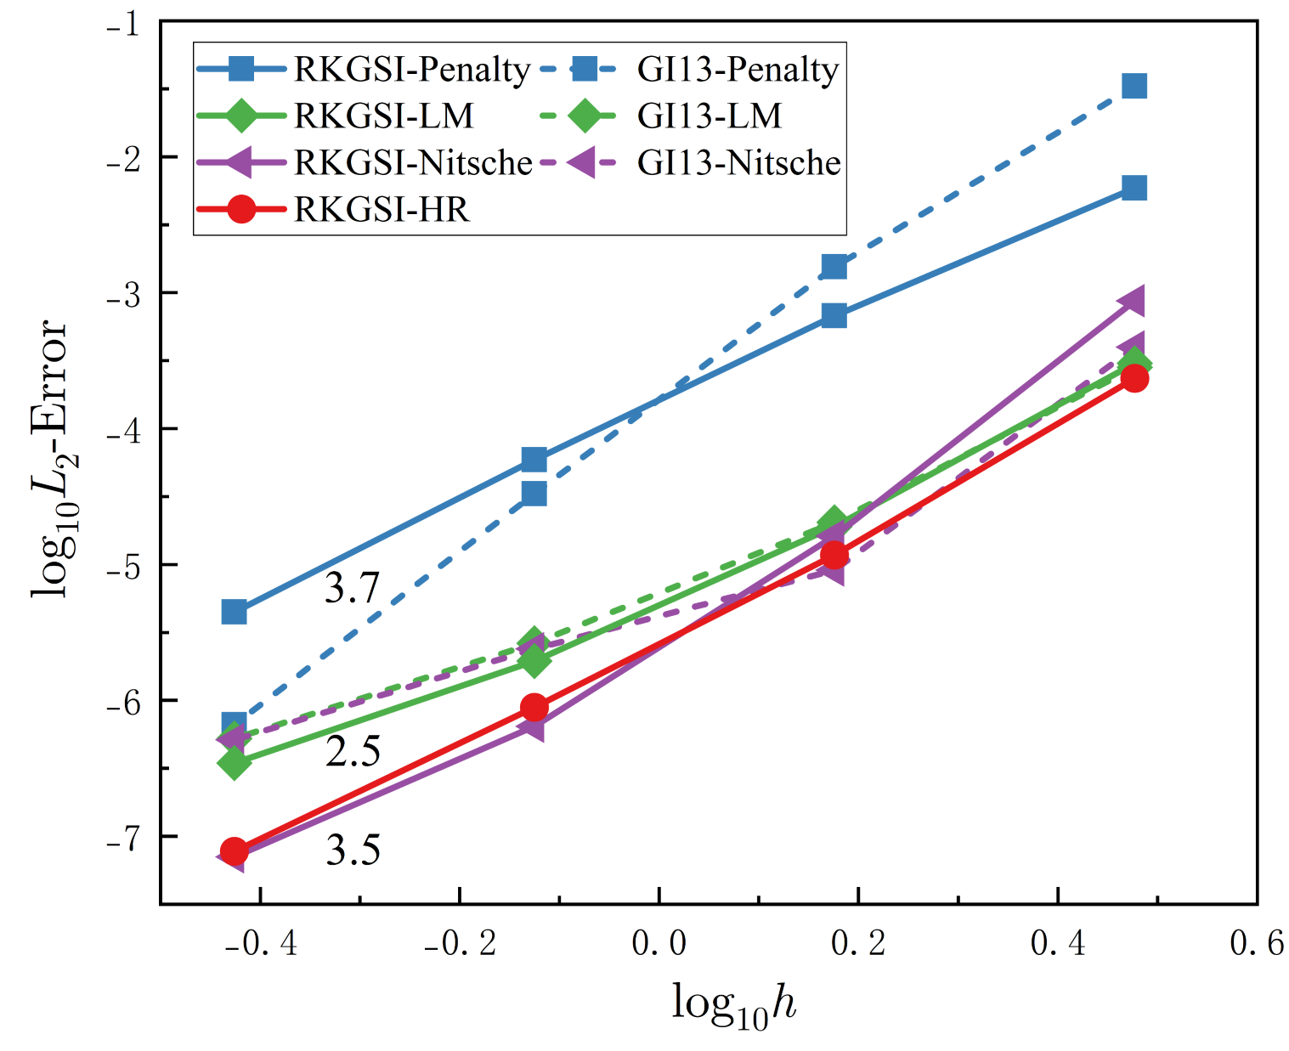 -1
-2
-3
-4
-5
-6
-7
log₁₀L₂-Error
RKGSI-Penalty GI13-Penalty
RKGSI-LM GI13-LM
RKGSI-Nitsche GI13-Nitsche
RKGSI-HR
3.7
2.5
3.5
-0.4 -0.2 0.0 0.2 0.4 0.6
log₁₀h